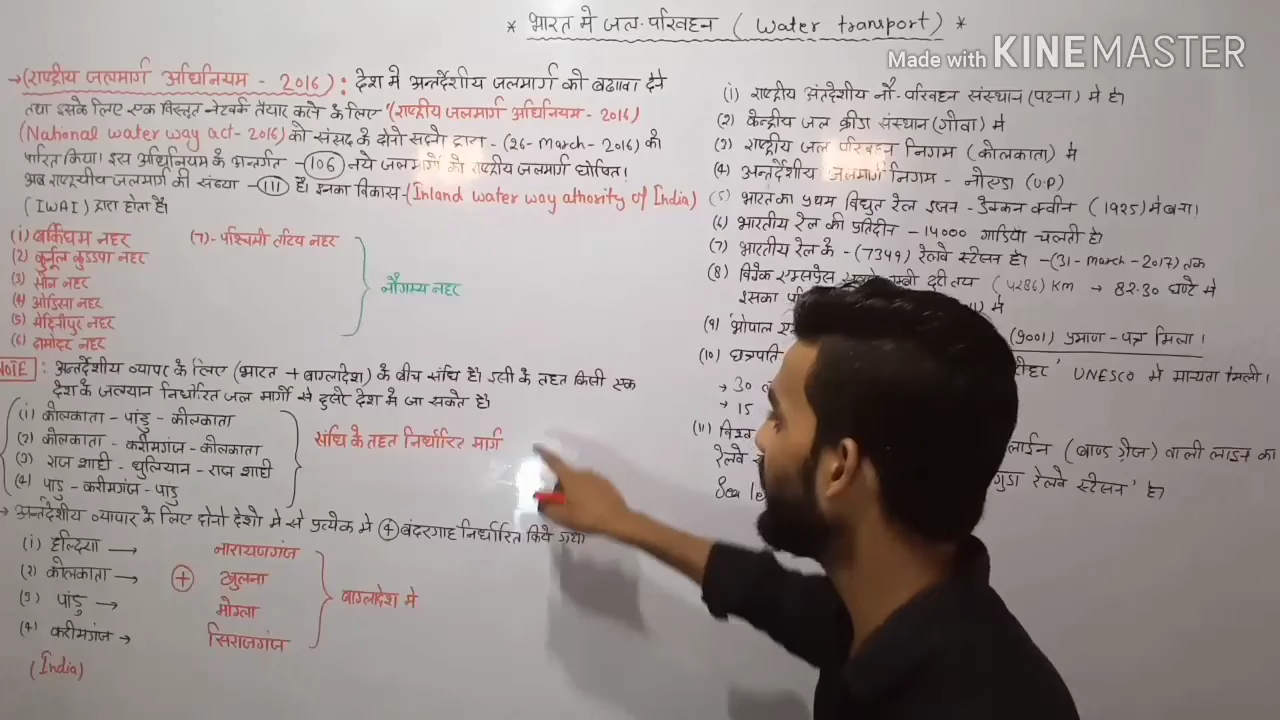 * भारत मे जल-परिवहन ( Water transport ) *
Made with KINEMASTER
→(राष्ट्रीय जलमार्ग अधिनियम - 2016) : देश मे अन्तर्देशीय जलमार्ग को बढावा देने
तथा इसके लिए एक विस्तृत नेटवर्क तैयार करने के लिए "(राष्ट्रीय जलमार्ग अधिनियम - 2016)
(National water way act - 2016) को संसद के दोनो सदनो द्वारा - (26 - march - 2016) को
पारित किया। इस अधिनियम के अन्तर्गत - (106) नये जलमार्गो को राष्ट्रीय जलमार्ग घोषित।
अब राष्ट्रीय जलमार्ग की संख्या - (111) है। इनका विकास - (Inland water way athority of India)
(IWAI) द्वारा होता है।
(1) बर्किंघम नहर (7) - पश्चिमी तटिय नहर
(2) कुर्नूल कुडप्पा नहर
(3) सोन नहर
नौगम्य नहर
(4) ओडिसा नहर
(5) मेदिनीपुर नहर
(6) दामोदर नहर
NOTE : अन्तर्देशीय व्यापार के लिए (भारत + बाग्लादेश) के बीच संधि है। इसी के तहत किसी एक
देश के जलयान निर्धारित जल मार्गो से दुसरे देश मे जा सकते है।
(1) कोलकाता - पांडु - कोलकाता
(2) कोलकाता - करीमगंज - कोलकाता
संधि के तहत निर्धारित मार्ग
(3) राज शाही - धुलियान - राज शाही
(4) पांडु - करीमगंज - पांडु
→ अन्तर्देशीय व्यापार के लिए दोनो देशो मे से प्रत्येक मे (4) बंदरगाह निर्धारित किये गया
(1) हल्दिया → नारायणगंज
(2) कोलकाता → + खुलना
(3) पांडु → मोंग्ला
बाग्लादेश मे
(4) करीमगंज → सिराजगंज
(India)
(1) राष्ट्रीय अंतर्देशीय नौ-परिवहन संस्थान (पटना) मे है।
(2) केन्द्रीय जल क्रीडा संस्थान (गोवा) मे
(3) राष्ट्रीय जल परिवहन निगम (कोलकाता) मे
(4) अन्तर्देशीय जलमार्ग निगम - नोएडा (U.P)
(5) भारत का प्रथम विद्युत रेल इंजन - डेक्कन क्वीन (1925) मे बना।
(6) भारतीय रेल की प्रतिदीन - 14000 गाडियाँ चलती है।
(7) भारतीय रेल के - (7349) रेलवे स्टेसन है। - (31 - march - 2017) तक
(8) विवेक एक्सप्रेस सबसे लम्बी दुरी तय (4286) Km → 82.30 घण्टे मे
इसका मे
(9) भोपाल (9001) प्रमाण - पत्र मिला।
(10) छत्रपति UNESCO मे मान्यता मिली।
→ 30
→ 15
(11) विश्व लाईन (बाण्ड ग्रेज) वाली लाइन का
रेलवे गुडा रेलवे स्टेसन' है।
Sea le